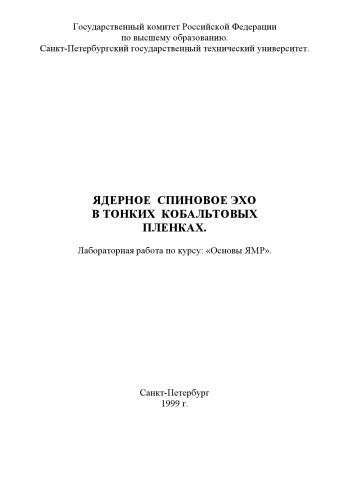 Государственный комитет Российской Федерации
по высшему образованию.
Санкт-Петербургский государственный технический университет.
ЯДЕРНОЕ СПИНОВОЕ ЭХО
В ТОНКИХ КОБАЛЬТОВЫХ
ПЛЕНКАХ.
Лабораторная работа по курсу: «Основы ЯМР».
Санкт-Петербург
1999 г.